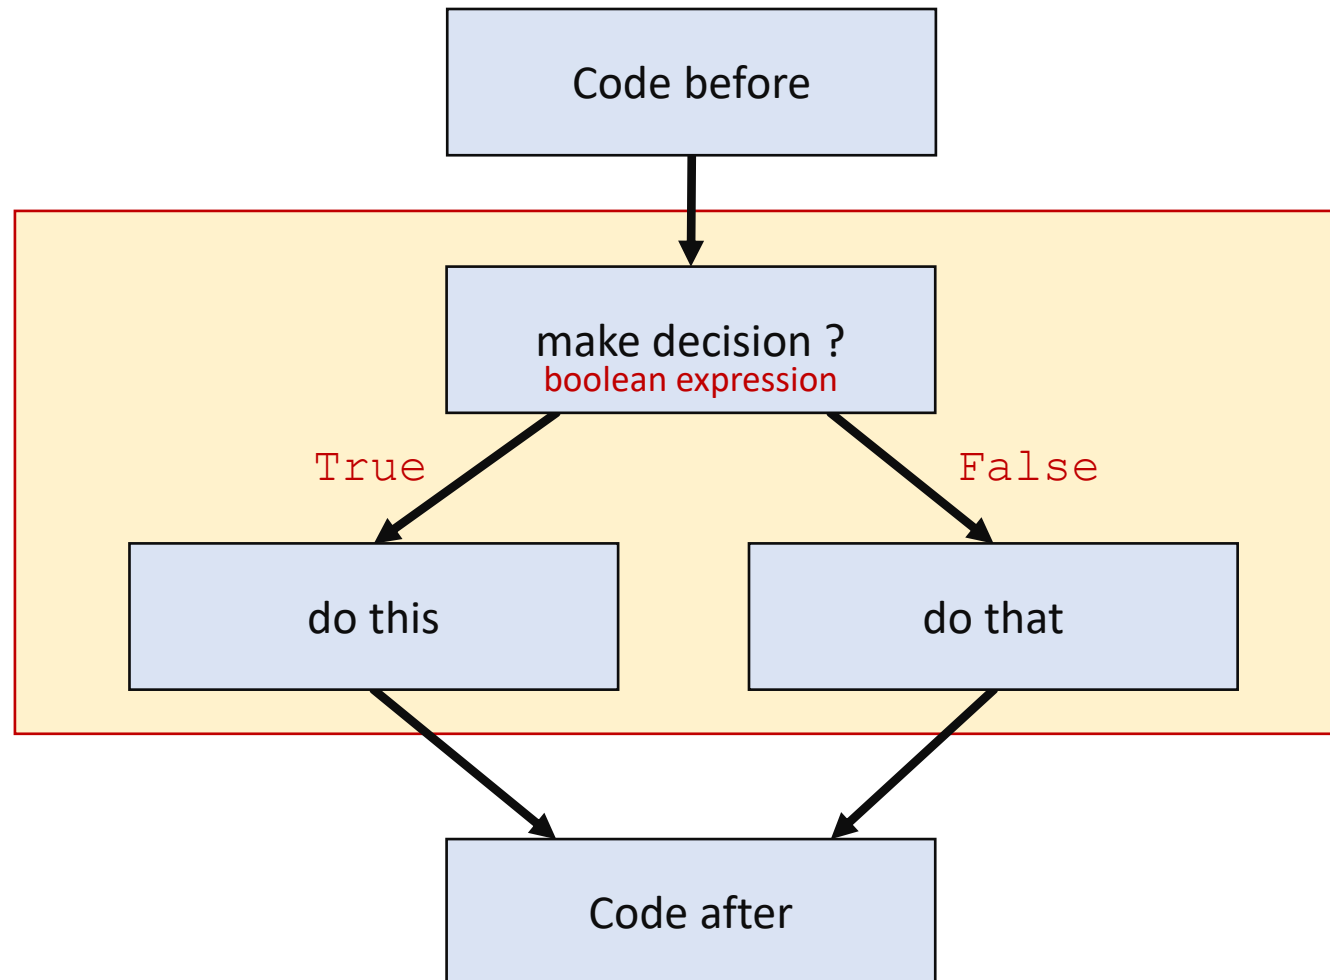 Code before
make decision ?
boolean expression
True
False
do this
do that
Code after